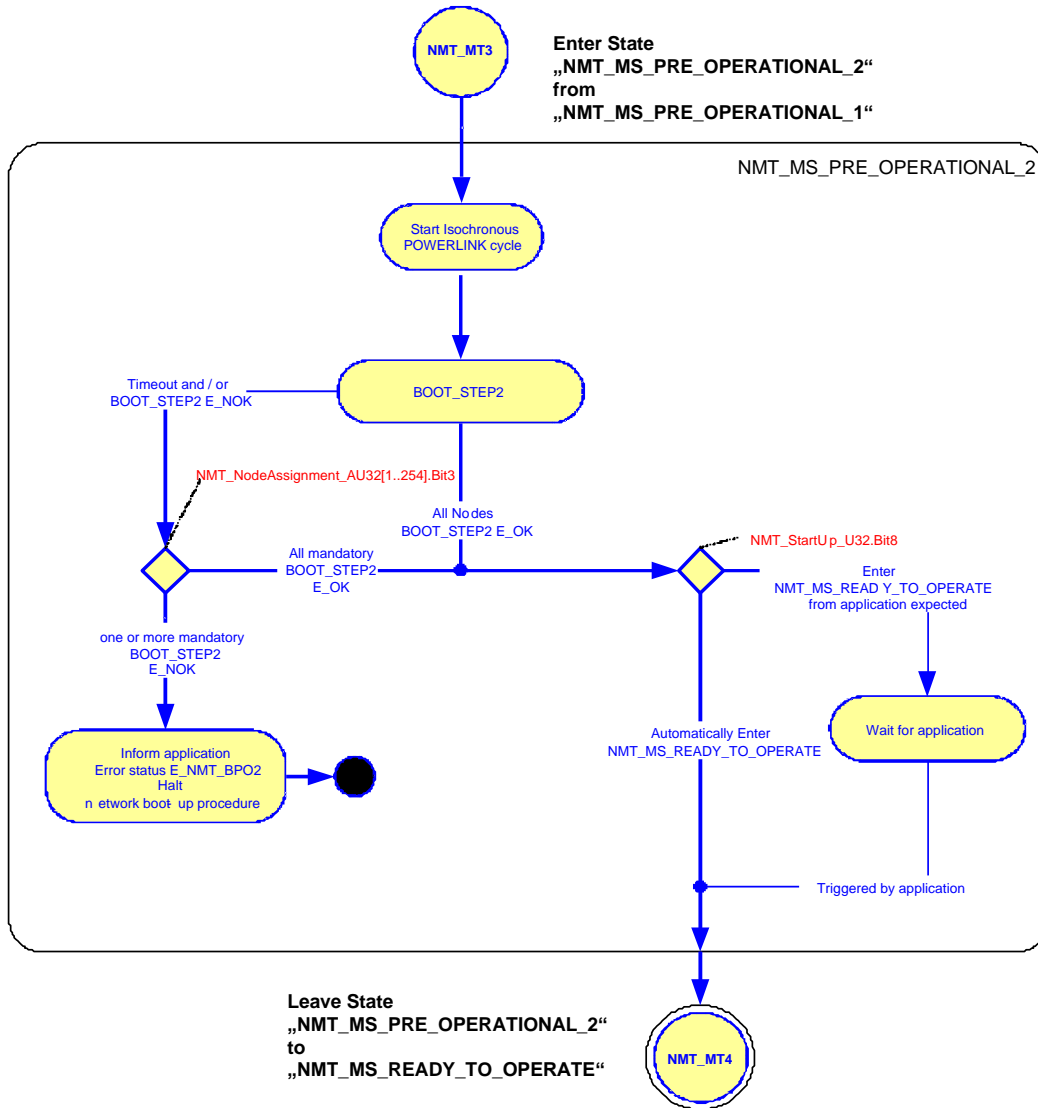 NMT_MT3
Enter State
„NMT_MS_PRE_OPERATIONAL_2“
from
„NMT_MS_PRE_OPERATIONAL_1“
NMT_MS_PRE_OPERATIONAL_2
Start Isochronous
POWERLINK cycle
BOOT_STEP2
Timeout and / or
BOOT_STEP2 E_NOK
NMT_NodeAssignment_AU32[1..254].Bit3
All Nodes
BOOT_STEP2 E_OK
NMT_StartUp_U32.Bit8
All mandatory
BOOT_STEP2
E_OK
Enter
NMT_MS_READ Y_TO_OPERATE
from application expected
one or more mandatory
BOOT_STEP2
E_NOK
Inform application
Error status E_NMT_BPO2
Halt
n etwork boot- up procedure
Automatically Enter
NMT_MS_READY_TO_OPERATE
Wait for application
Triggered by application
Leave State
„NMT_MS_PRE_OPERATIONAL_2“
to
„NMT_MS_READY_TO_OPERATE“
NMT_MT4